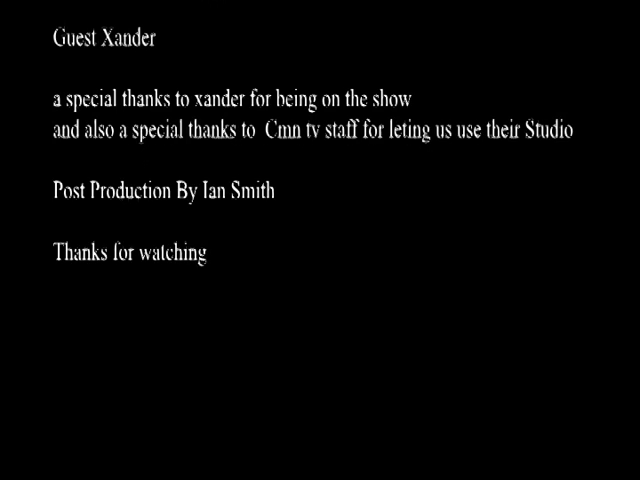 Guest Xander
a special thanks to xander for being on the show
and also a special thanks to Cmn tv staff for leting us use their Studio
Post Production By Ian Smith
Thanks for watching